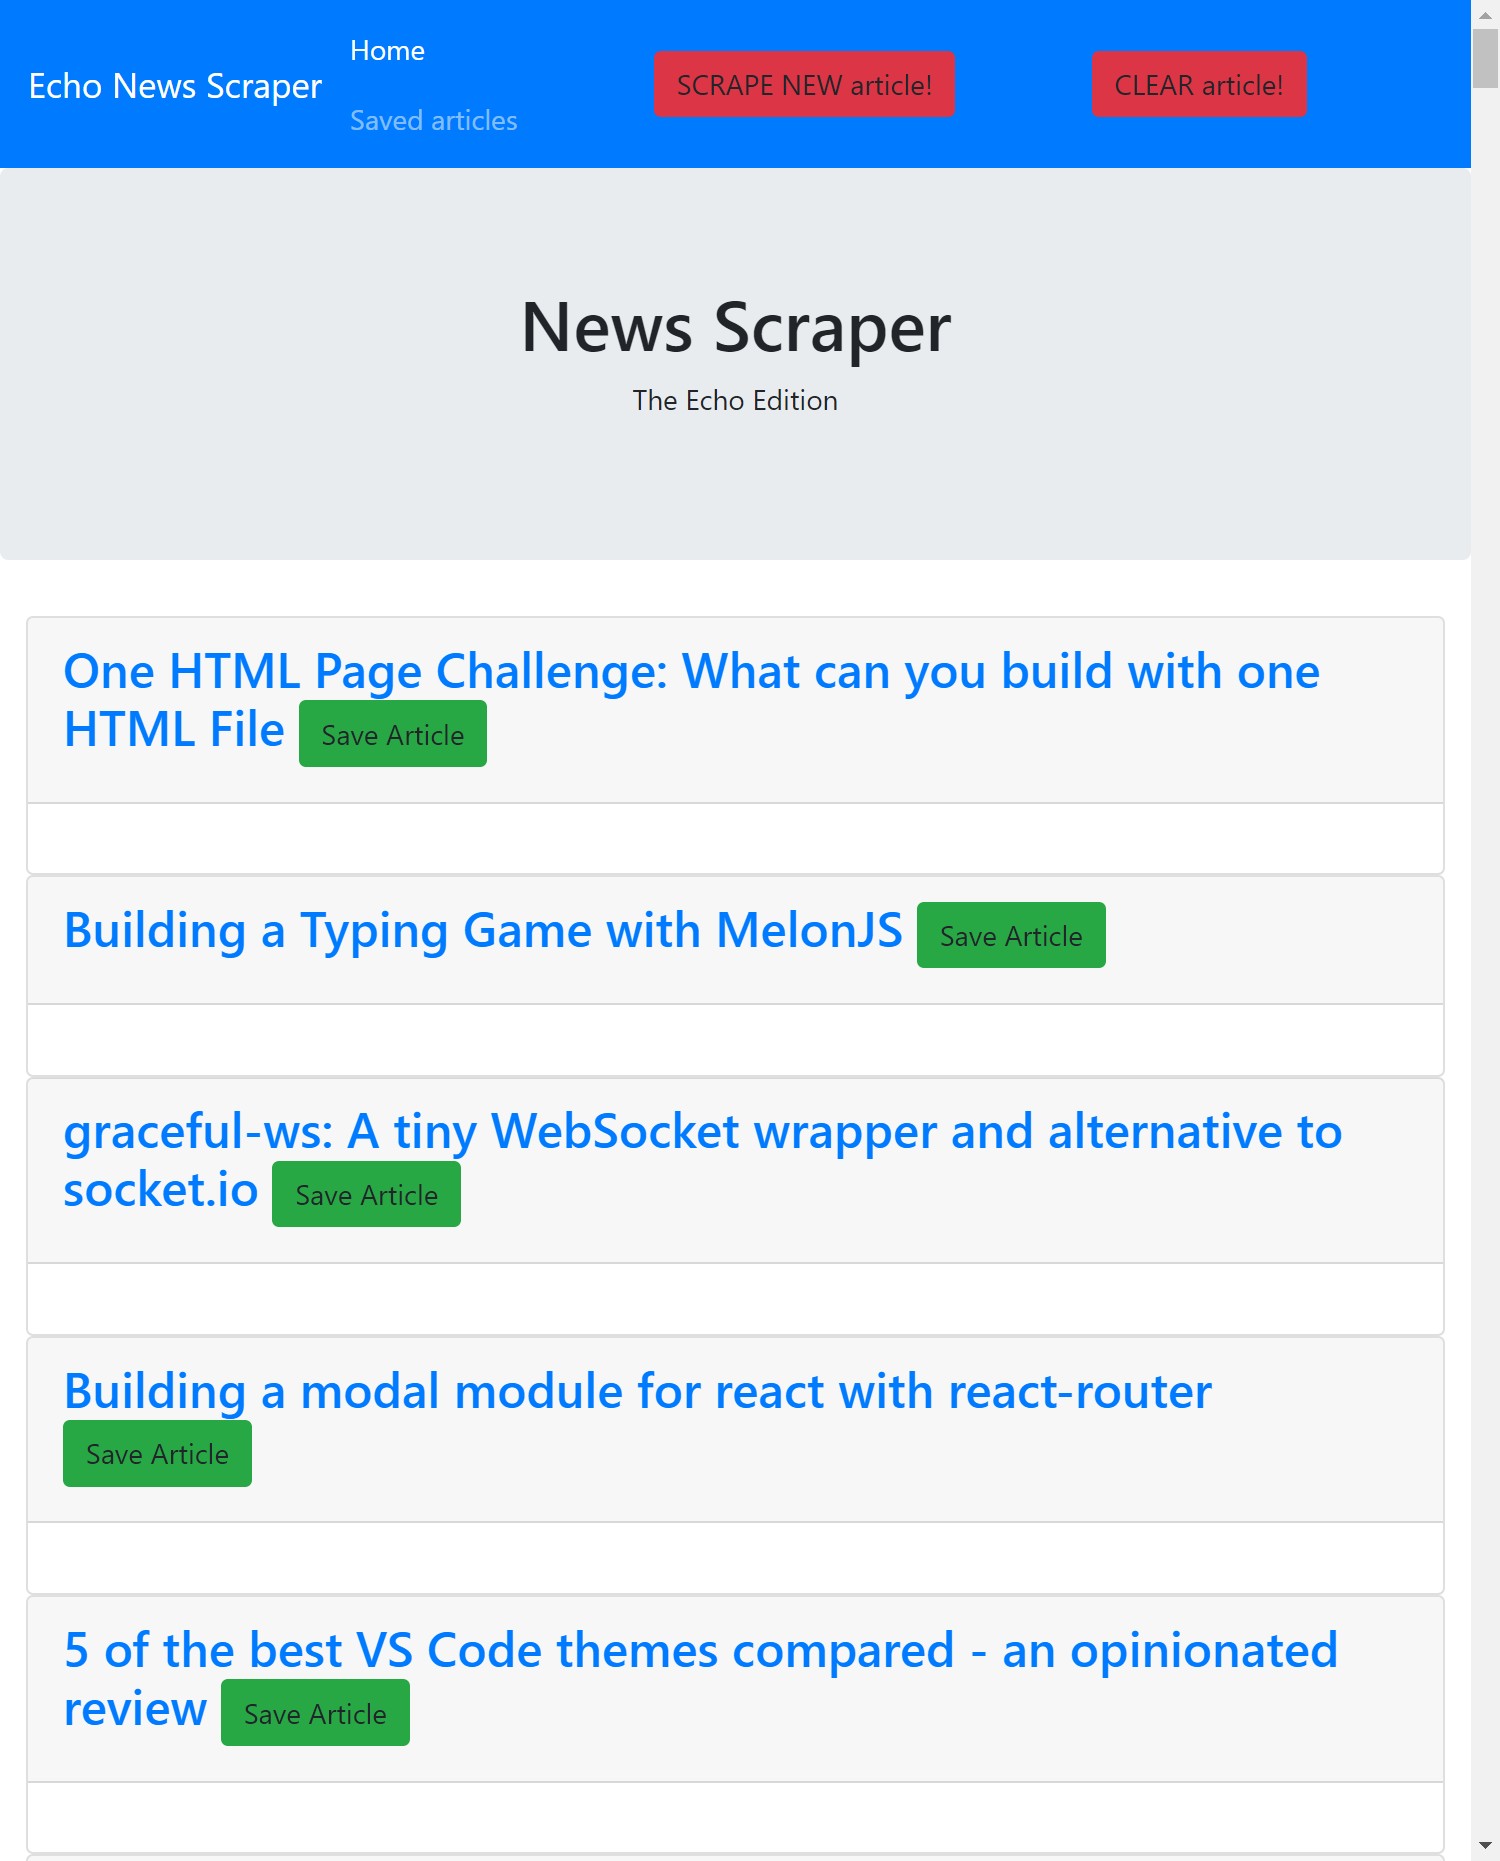 Echo News Scraper
Home
Saved articles
SCRAPE NEW article!
CLEAR article!
News Scraper
The Echo Edition
One HTML Page Challenge: What can you build with one
HTML File Save Article
Building a Typing Game with MelonJS Save Article
graceful-ws: A tiny WebSocket wrapper and alternative to
socket.io Save Article
Building a modal module for react with react-router
Save Article
5 of the best VS Code themes compared - an opinionated
review Save Article